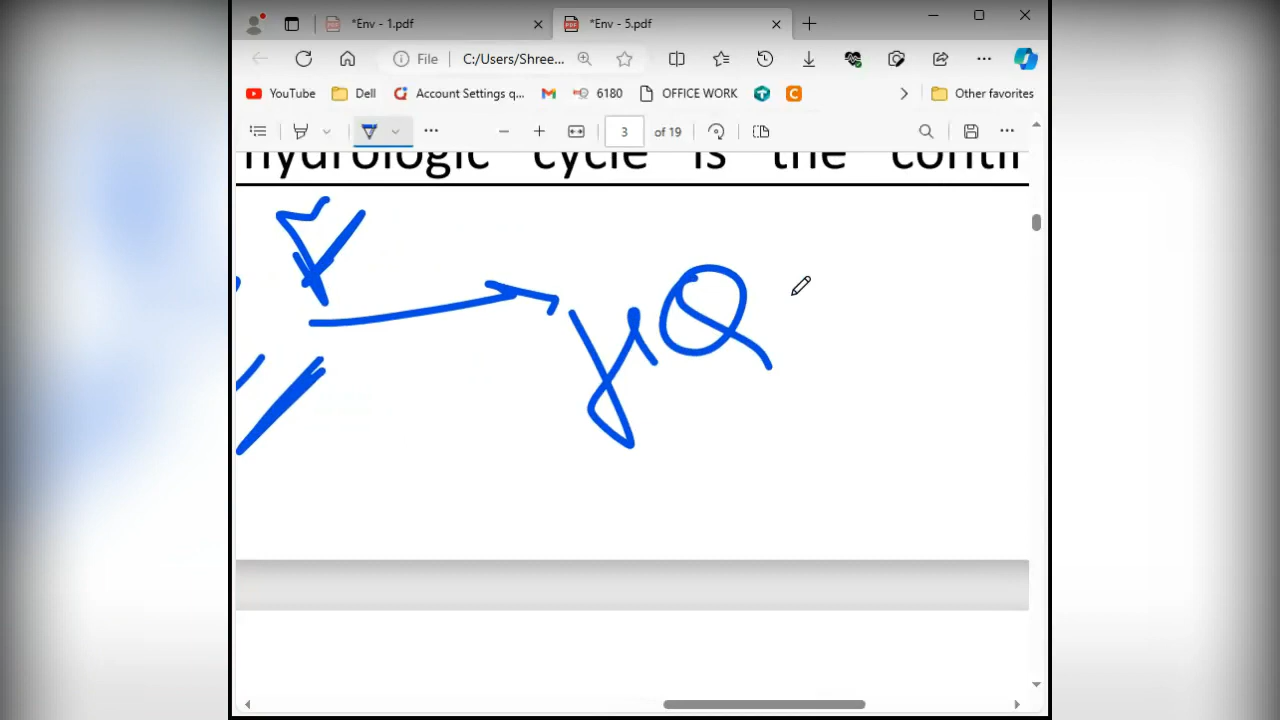 *Env - 1.pdf
*Env - 5.pdf
File
C:/Users/Shree...
YouTube
Dell
Account Settings q...
6180
OFFICE WORK
Other favorites
3
of 19
hydrologic cycle is the conti